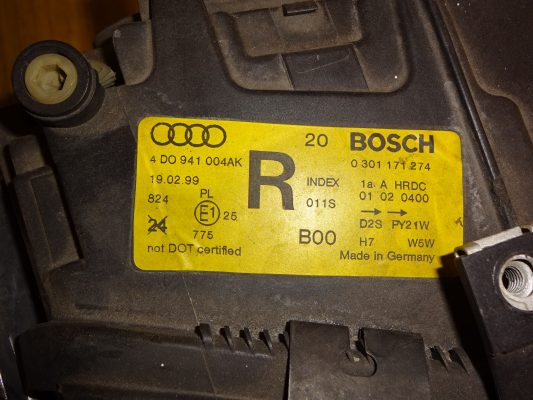 20 BOSCH
4 DO 941 004AK
0 301 171 274
19.02.99
R
INDEX
1a A HRDC
824
PL
011S
01 02 0400
E1 25
24
775
B00
D2S PY21W
H7 W5W
not DOT certified
Made in Germany